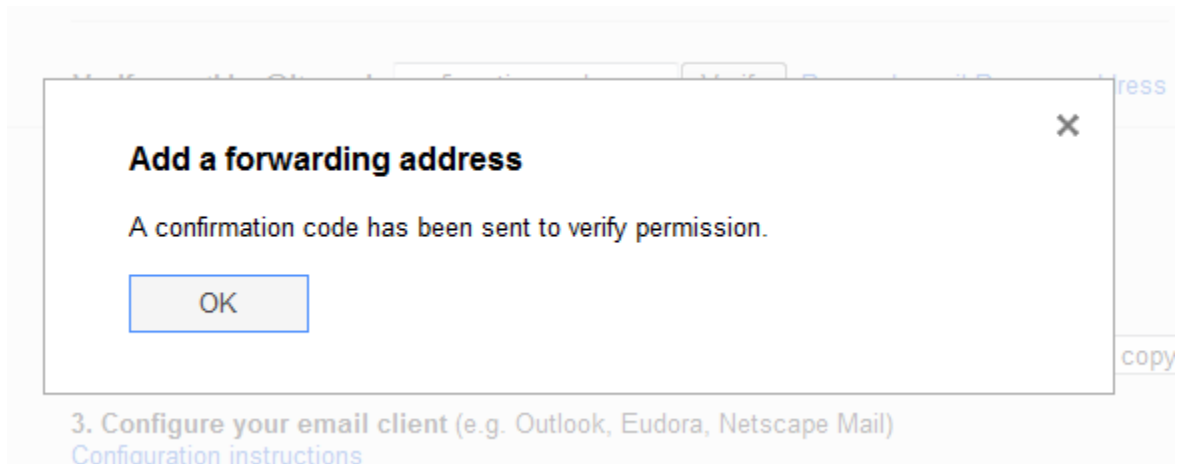 ress
×
Add a forwarding address
A confirmation code has been sent to verify permission.
OK
copy
3. Configure your email client (e.g. Outlook, Eudora, Netscape Mail)
Configuration instructions